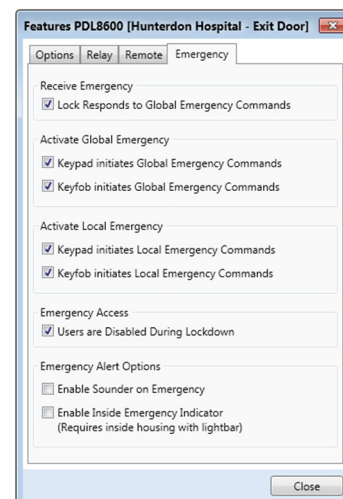 Features PDL8600 [Hunterdon Hospital - Exit Door]
Options Relay Remote Emergency
Receive Emergency
Lock Responds to Global Emergency Commands
Activate Global Emergency
Keypad initiates Global Emergency Commands
Keyfob initiates Global Emergency Commands
Activate Local Emergency
Keypad initiates Local Emergency Commands
Keyfob initiates Local Emergency Commands
Emergency Access
Users are Disabled During Lockdown
Emergency Alert Options
Enable Sounder on Emergency
Enable Inside Emergency Indicator
(Requires inside housing with lightbar)
Close